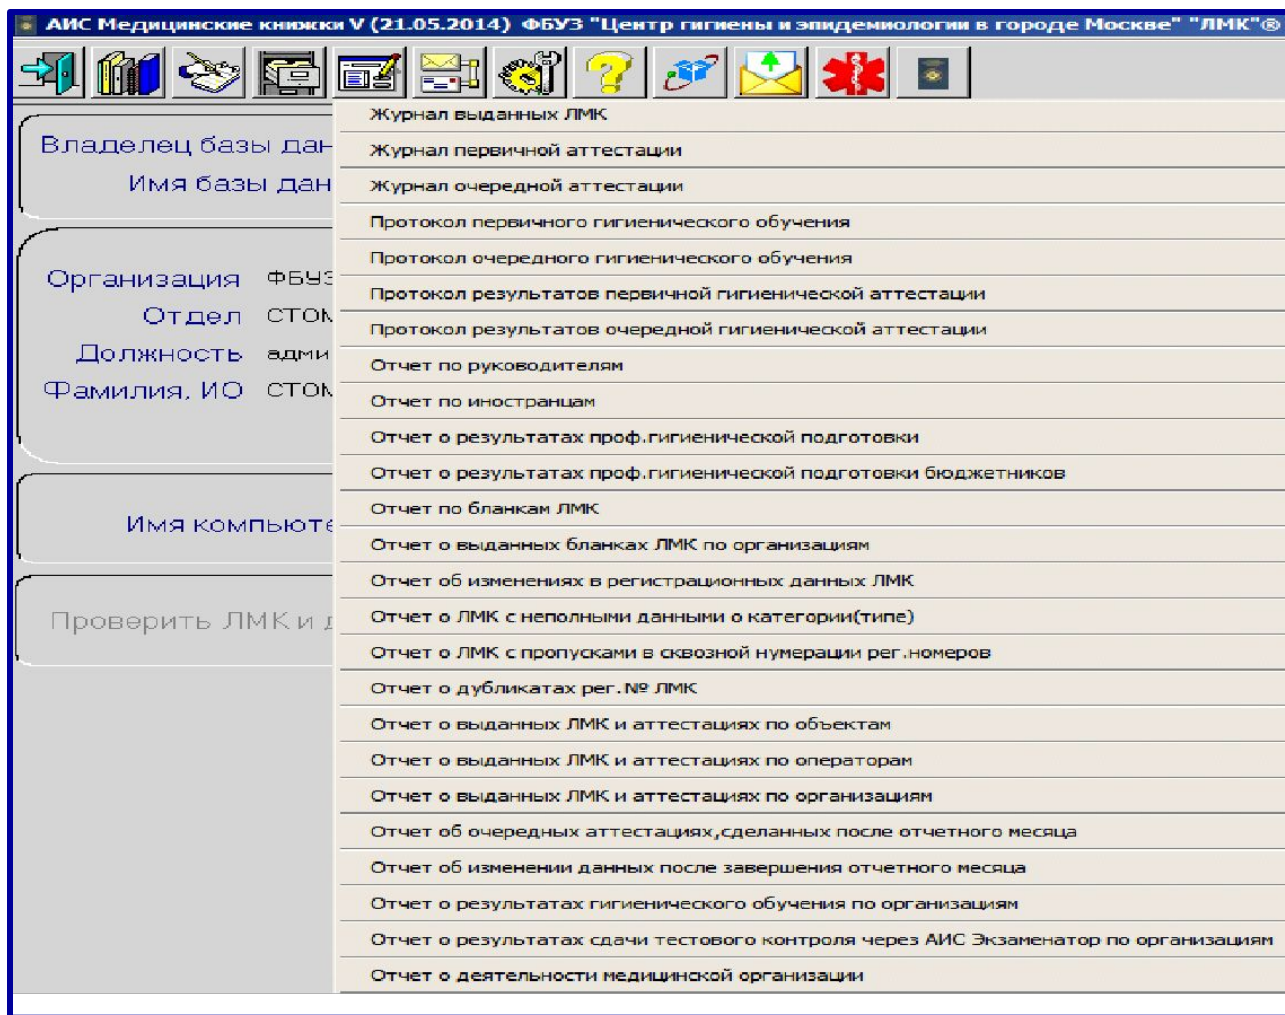 АИС Медицинские книжки V (21.05.2014) ФБУЗ "Центр гигиены и эпидемиологии в городе Москве" "ЛМК"®
Журнал выданных ЛМК
Владелец базы дан
Журнал первичной аттестации
Имя базы дан
Журнал очередной аттестации
Протокол первичного гигиенического обучения
Протокол очередного гигиенического обучения
Организация ФБУЗ
Протокол результатов первичной гигиенической аттестации
Отдел СТОМ
Протокол результатов очередной гигиенической аттестации
Должность адми
Отчет по руководителям
Фамилия, ИО СТОМ
Отчет по иностранцам
Отчет о результатах проф.гигиенической подготовки
Отчет о результатах проф.гигиенической подготовки бюджетников
Отчет по бланкам ЛМК
Имя компьюте
Отчет о выданных бланках ЛМК по организациям
Отчет об изменениях в регистрационных данных ЛМК
Отчет о ЛМК с неполными данными о категории(типе)
Проверить ЛМК и д
Отчет о ЛМК с пропусками в сквозной нумерации рег.номеров
Отчет о дубликатах рег.№ ЛМК
Отчет о выданных ЛМК и аттестациях по объектам
Отчет о выданных ЛМК и аттестациях по операторам
Отчет о выданных ЛМК и аттестациях по организациям
Отчет об очередных аттестациях,сделанных после отчетного месяца
Отчет об изменении данных после завершения отчетного месяца
Отчет о результатах гигиенического обучения по организациям
Отчет о результатах сдачи тестового контроля через АИС Экзаменатор по организациям
Отчет о деятельности медицинской организации